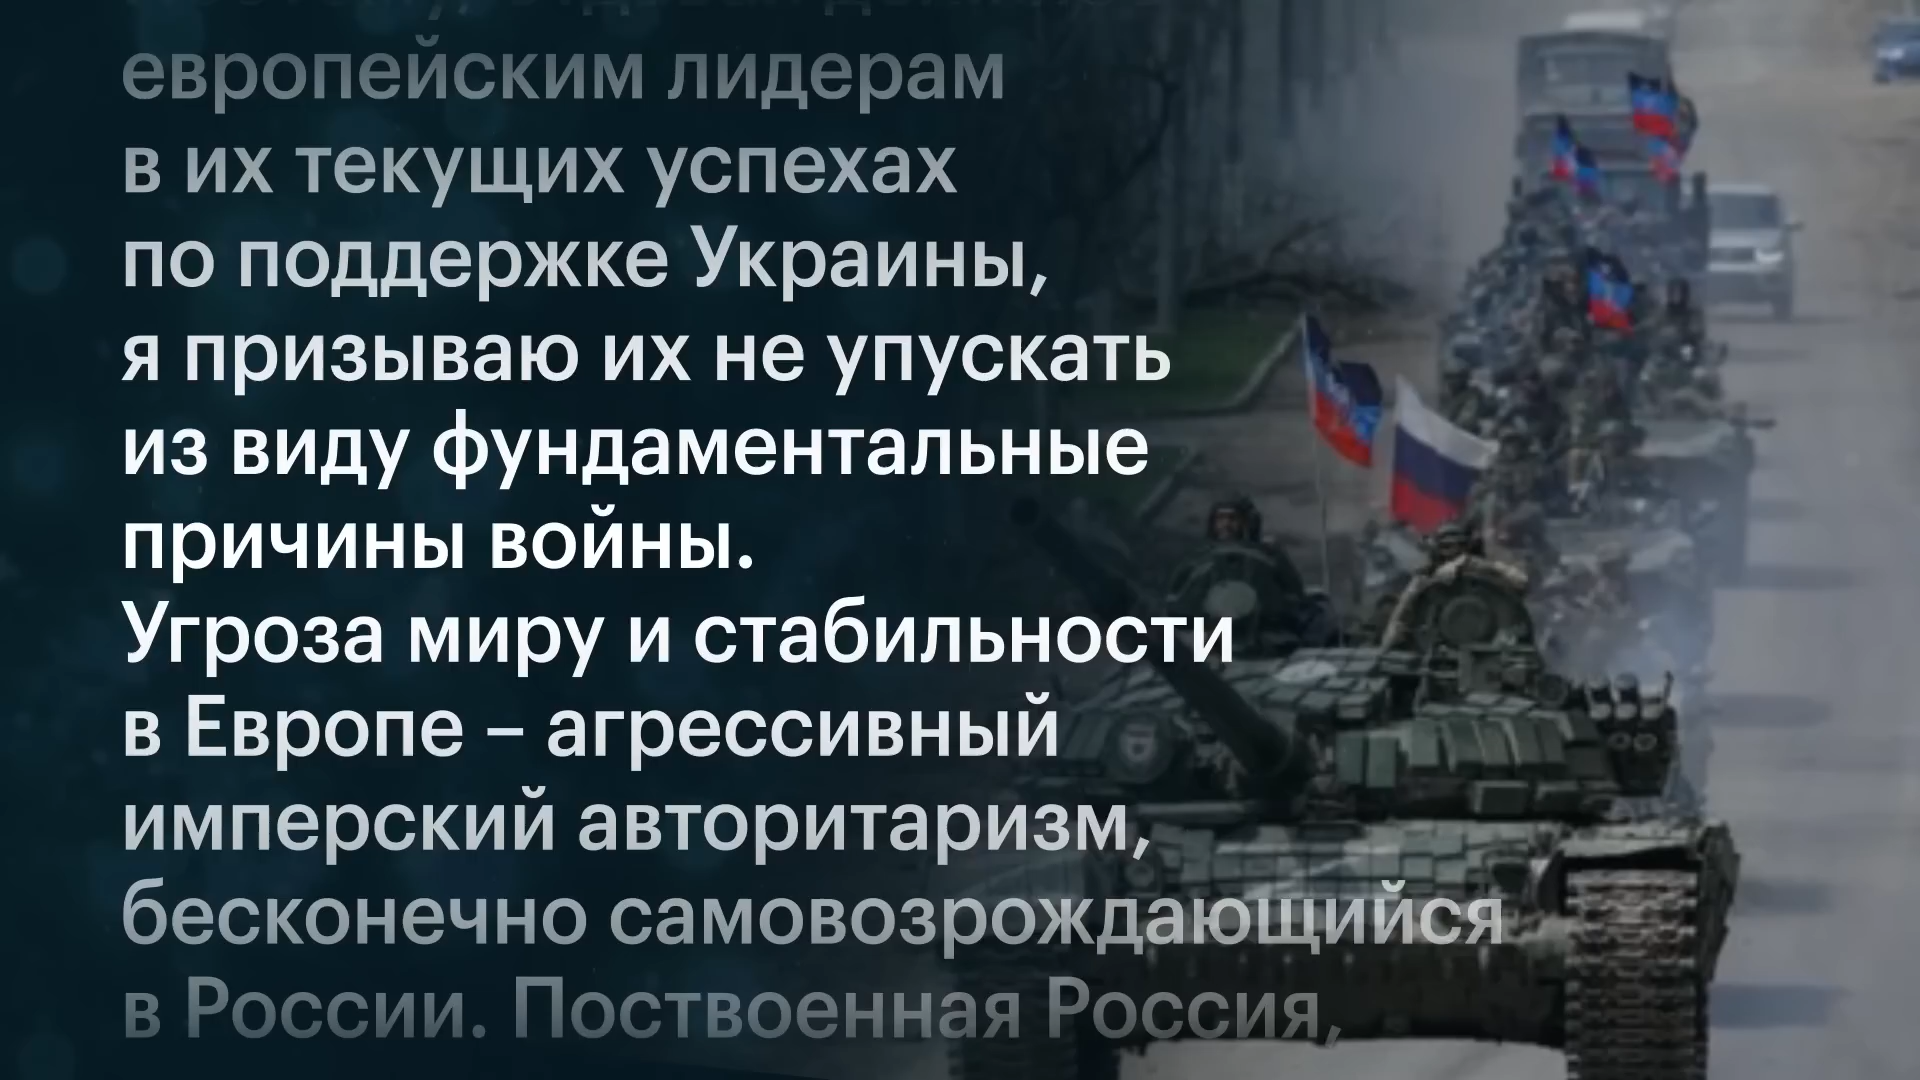 европейским лидерам
в их текущих успехах
по поддержке Украины,
я призываю их не упускать
из виду фундаментальные
причины войны.
Угроза миру и стабильности
в Европе – агрессивный
имперский авторитаризм,
бесконечно самовозрождающийся
в России. Поствоенная Россия,